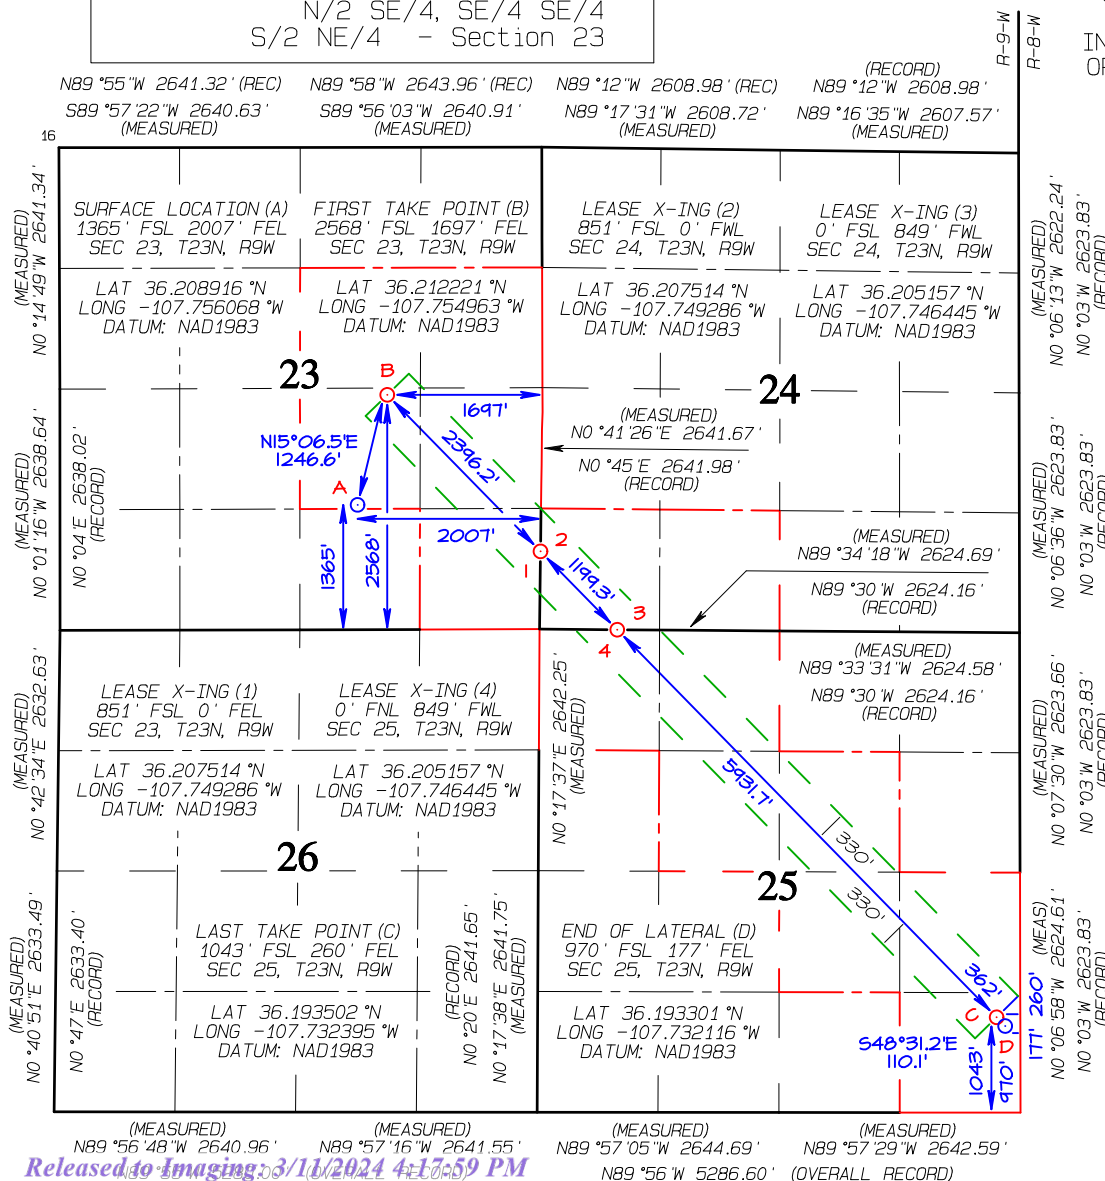 N/2 SE/4, SE/4 SE/4
S/2 NE/4 - Section 23
R-9-W
R-8-W
N89°55"W 2641.32' (REC)
S89°57'22"W 2640.63'
(MEASURED)
N89°58"W 2643.96' (REC)
S89°56'03"W 2640.91'
(MEASURED)
N89°12"W 2608.98' (REC)
N89°17'31"W 2608.72'
(MEASURED)
(RECORD)
N89°12"W 2608.98'
N89°16'35"W 2607.57'
(MEASURED)
16
(MEASURED)
N0°14'49"W 2641.34'
SURFACE LOCATION (A)
1365' FSL 2007' FEL
SEC 23, T23N, R9W
LAT 36.208916 °N
LONG -107.756068 °W
DATUM: NAD1983
FIRST TAKE POINT (B)
2568' FSL 1697' FEL
SEC 23, T23N, R9W
LAT 36.212221 °N
LONG -107.754963 °W
DATUM: NAD1983
LEASE X-ING (2)
851' FSL 0' FWL
SEC 24, T23N, R9W
LAT 36.207514 °N
LONG -107.749286 °W
DATUM: NAD1983
LEASE X-ING (3)
0' FSL 849' FWL
SEC 24, T23N, R9W
LAT 36.205157 °N
LONG -107.746445 °W
DATUM: NAD1983
(MEASURED)
N0°06'13"W 2622.24'
N0°03'W 2623.83'
(RECORD)
23
24
B
1697'
N15°06.5'E
1246.6'
2396.2'
A
2007'
1365'
2568'
(MEASURED)
N0°41'26"E 2641.67'
N0°45'E 2641.98'
(RECORD)
(MEASURED)
N0°01'16"W 2638.64'
N0°04'E 2638.02'
(RECORD)
1
2
1199.3'
3
4
(MEASURED)
N89°34'18"W 2624.69'
N89°30'W 2624.16'
(RECORD)
(MEASURED)
N0°06'36"W 2623.83'
N0°03'W 2623.83'
(RECORD)
(MEASURED)
N89°33'31"W 2624.58'
N89°30'W 2624.16'
(RECORD)
(MEASURED)
N0°42'34"E 2632.63'
LEASE X-ING (1)
851' FSL 0' FEL
SEC 23, T23N, R9W
LAT 36.207514 °N
LONG -107.749286 °W
DATUM: NAD1983
LEASE X-ING (4)
0' FNL 849' FWL
SEC 25, T23N, R9W
LAT 36.205157 °N
LONG -107.746445 °W
DATUM: NAD1983
N0°17'37"E 2642.25'
(MEASURED)
5931.7'
330'
330'
(MEASURED)
N0°07'30"W 2623.66'
N0°03'W 2623.83'
(RECORD)
26
25
(MEASURED)
N0°40'51"E 2633.49'
N0°47'E 2633.40'
(RECORD)
LAST TAKE POINT (C)
1043' FSL 260' FEL
SEC 25, T23N, R9W
LAT 36.193502 °N
LONG -107.732395 °W
DATUM: NAD1983
(RECORD)
N0°20'E 2641.65'
N0°17'38"E 2641.75'
(MEASURED)
END OF LATERAL (D)
970' FSL 177' FEL
SEC 25, T23N, R9W
LAT 36.193301 °N
LONG -107.732116 °W
DATUM: NAD1983
362'
C
D
S48°31.2'E
110.1'
1043'
970'
177' 260'
(MEAS)
N0°06'58"W 2624.61'
N0°03'W 2623.83'
(RECORD)
(MEASURED)
N89°56'48"W 2640.96'
(MEASURED)
N89°57'16"W 2641.55'
(MEASURED)
N89°57'05"W 2644.69'
(MEASURED)
N89°57'29"W 2642.59'
(OVERALL RECORD)
N89°56'W 5286.60' (OVERALL RECORD)
Released to Imaging: 3/11/2024 4:17:59 PM